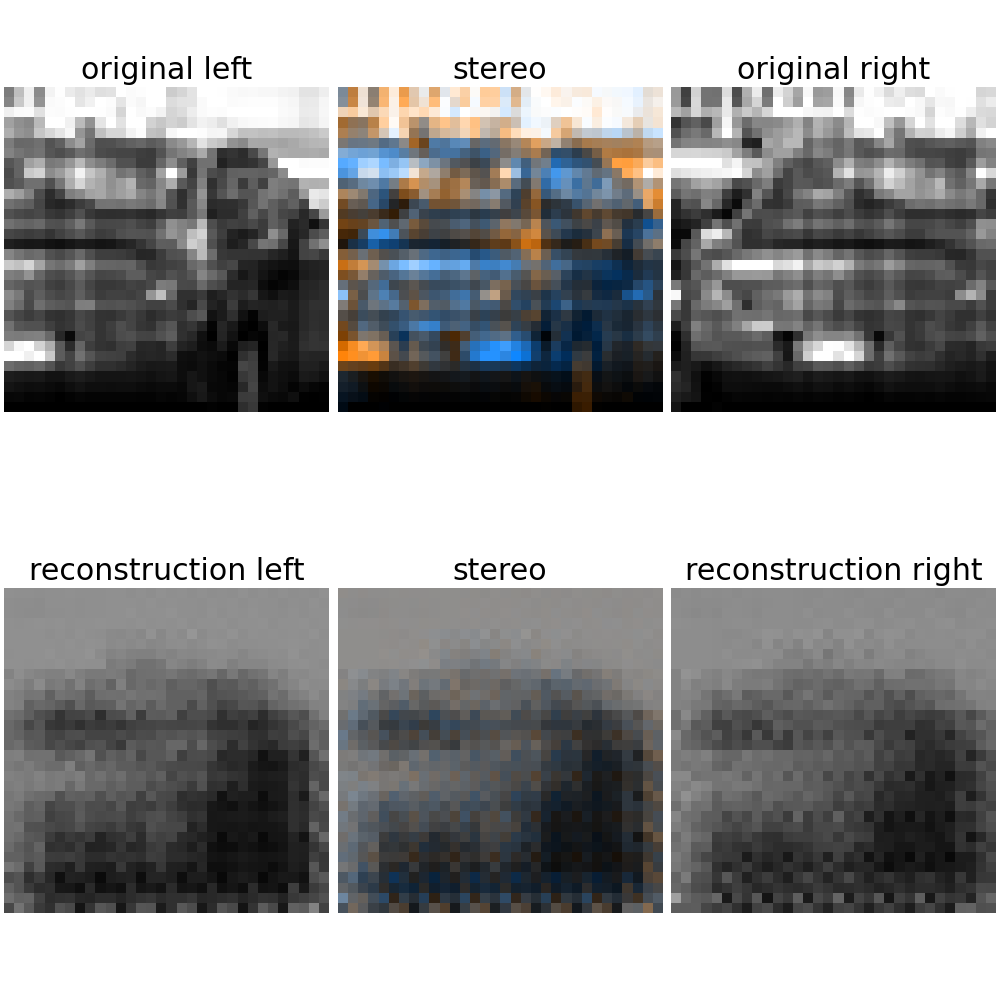 original left
stereo
original right
reconstruction left
stereo
reconstruction right